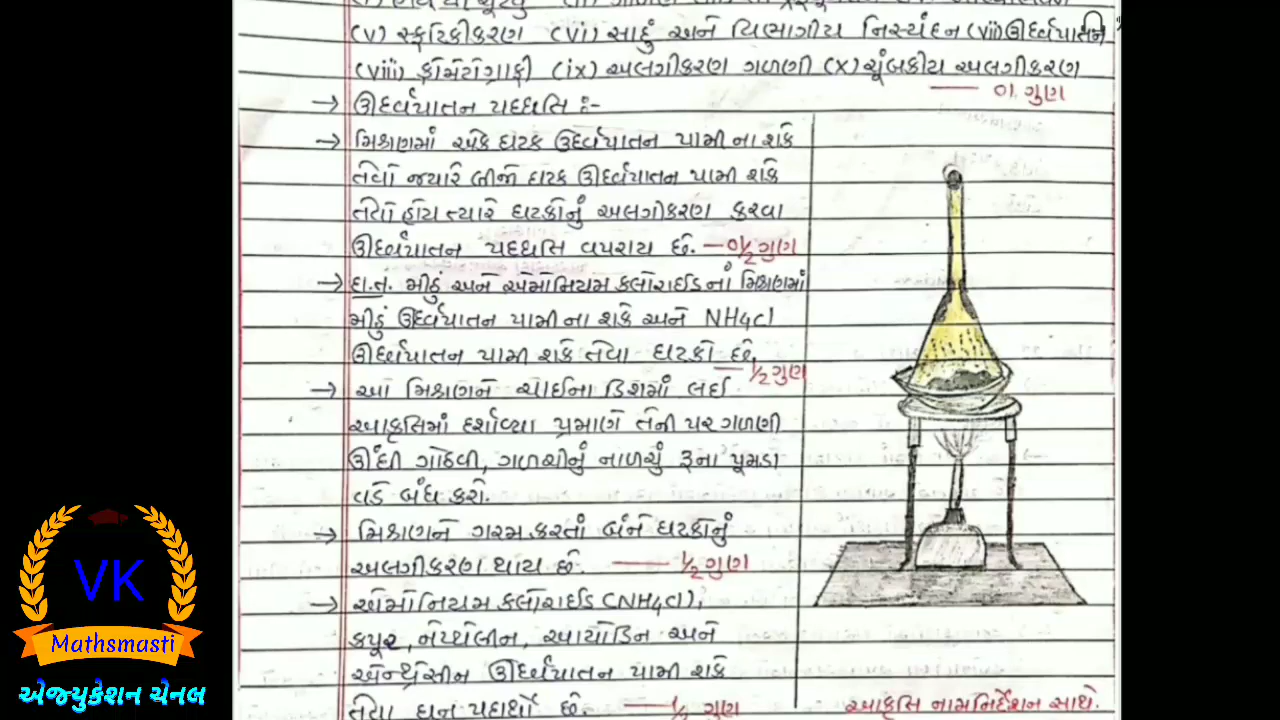 (v) સ્ફટિકીકરણ (vi) સાદું અને વિભાગીય નિસ્યંદન (vii) ઊર્ધ્વપાતન
(viii) ક્રોમેટોગ્રાફી (ix) અલગીકરણ ગળણી (x) ચૂંબકીય અલગીકરણ
— ૦૧ ગુણ
→ ઊર્ધ્વપાતન પદ્ધતિ :-
→ મિશ્રણમાં એક ઘટક ઉર્ધ્વપાતન પામી ના શકે
તેવો જ્યારે બીજો ઘટક ઊર્ધ્વપાતન પામી શકે
તેવો હોય ત્યારે ઘટકોનું અલગીકરણ કરવા
ઊર્ધ્વપાતન પદ્ધતિ વપરાય છે. — ૦½ ગુણ
→ દા.ત. મીઠું અને એમોનિયમ ક્લોરાઈડનાં મિશ્રણમાં
મીઠું ઊર્ધ્વપાતન પામી ના શકે અને NH4Cl
ઊર્ધ્વપાતન પામી શકે તેવા ઘટકો છે.
— ½ ગુણ
→ આ મિશ્રણને ચાઈના ડિશમાં લઈ
આકૃતિમાં દર્શાવ્યા પ્રમાણે તેની પર ગળણી
ઊંધી ગોઠવી, ગળણીનું નાળચું રૂના પૂમડા
વડે બંધ કરો.
→ મિશ્રણને ગરમ કરતાં બંને ઘટકોનું
અલગીકરણ થાય છે. — ½ ગુણ
→ એમોનિયમ ક્લોરાઈડ (NH4Cl),
કપૂર, નેપ્થેલીન, આયોડિન અને
એન્થ્રેસીન ઊર્ધ્વપાતન પામી શકે
તેવા ઘન પદાર્થો છે. — ½ ગુણ
આકૃતિ નામનિર્દેશન સાથે.
VK
Mathsmasti
એજ્યુકેશન ચેનલ